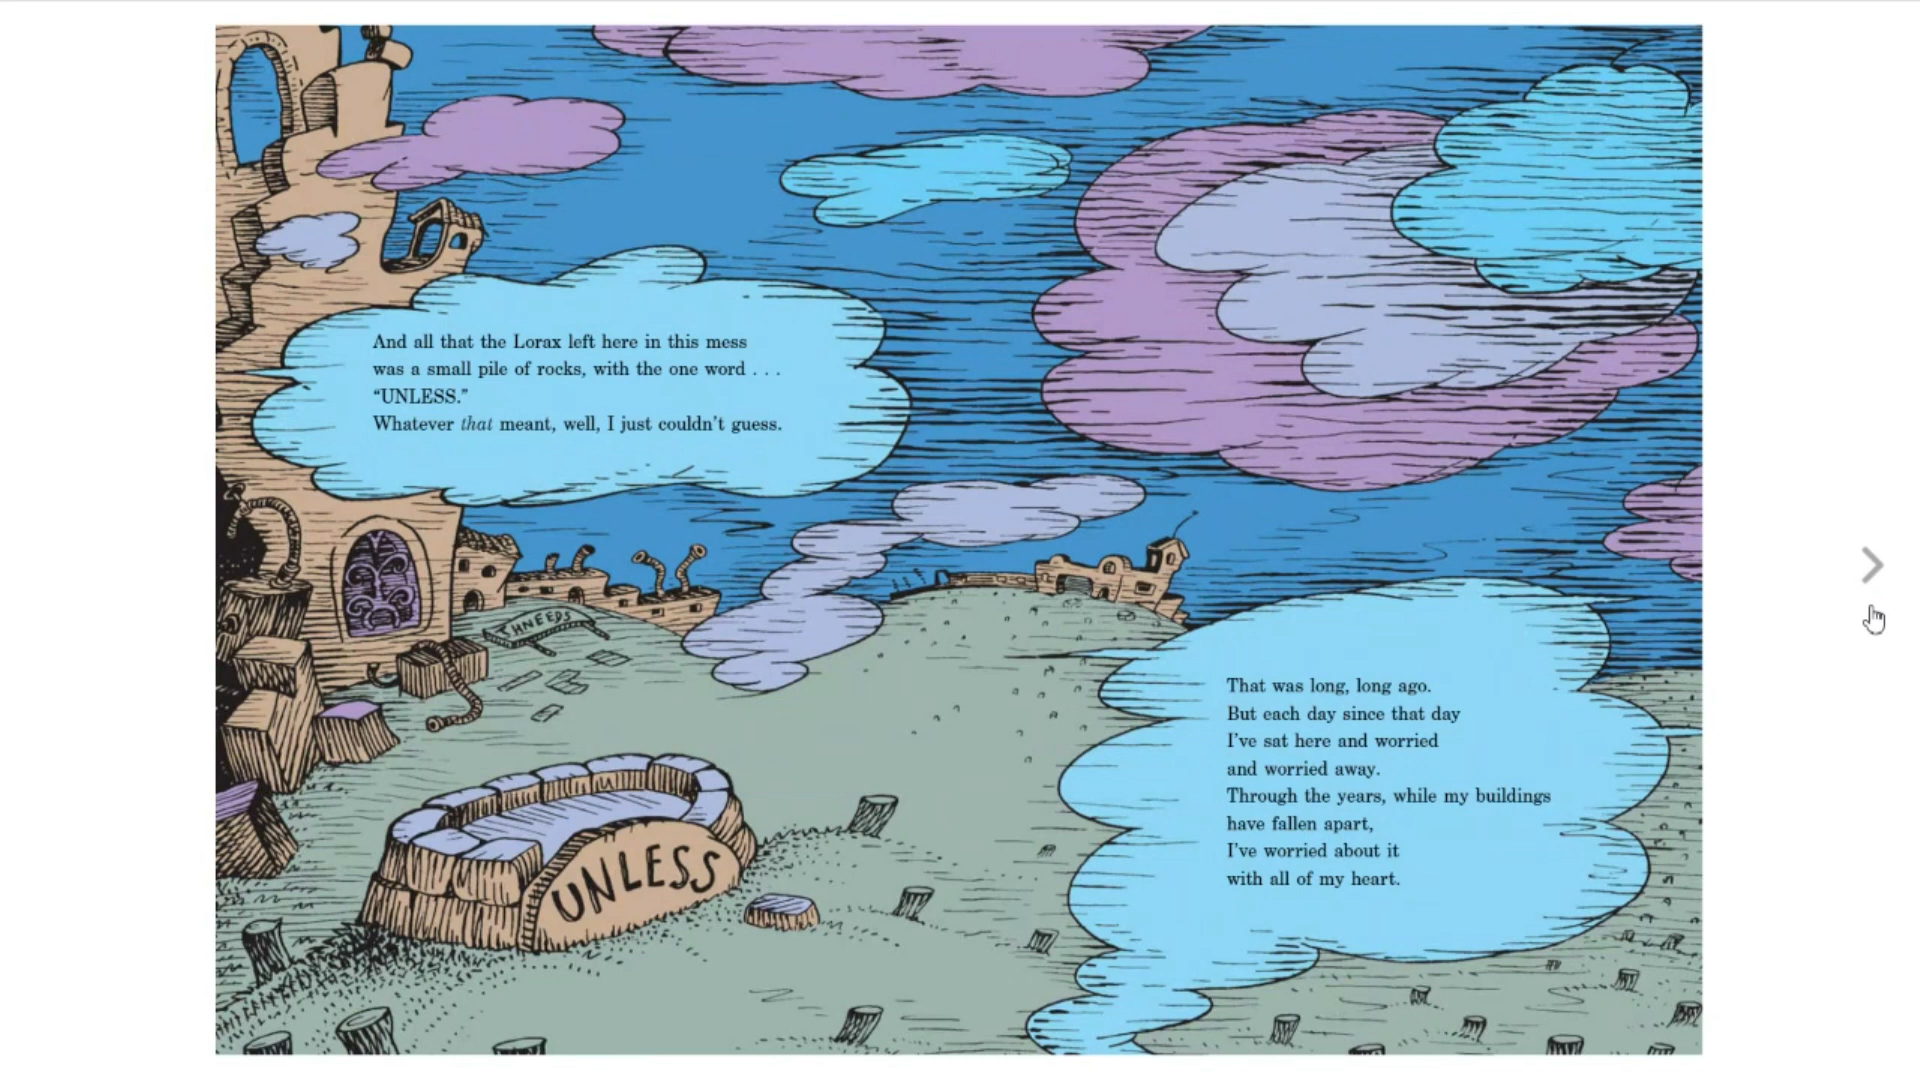 And all that the Lorax left here in this mess
was a small pile of rocks, with the one word . . .
“UNLESS.”
Whatever that meant, well, I just couldn’t guess.
HNEEDS
UNLESS
That was long, long ago.
But each day since that day
I’ve sat here and worried
and worried away.
Through the years, while my buildings
have fallen apart,
I’ve worried about it
with all of my heart.